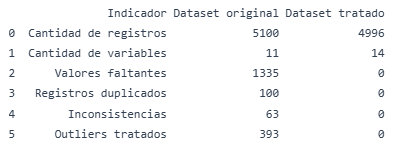 Indicador Dataset original Dataset tratado
0 Cantidad de registros 5100 4996
1 Cantidad de variables 11 14
2 Valores faltantes 1335 0
3 Registros duplicados 100 0
4 Inconsistencias 63 0
5 Outliers tratados 393 0